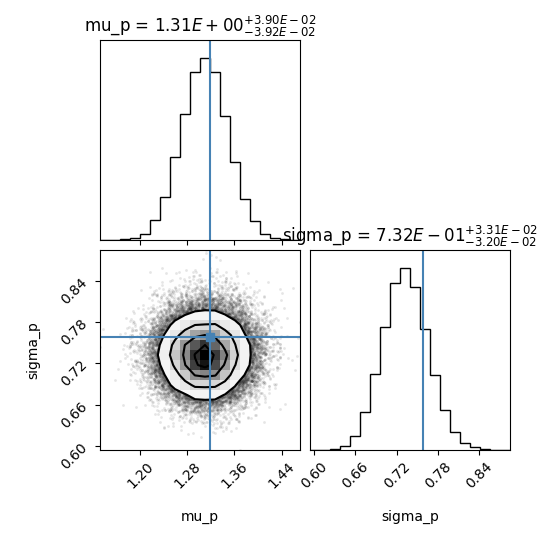 mu_p = 1.31E + 00+3.90E − 02 −3.92E − 02
sigma_p = 7.32E − 01+3.31E − 02 −3.20E − 02
sigma_p
0.84
0.78
0.72
0.66
0.60
1.20 1.28 1.36 1.44
0.60 0.66 0.72 0.78 0.84
mu_p
sigma_p